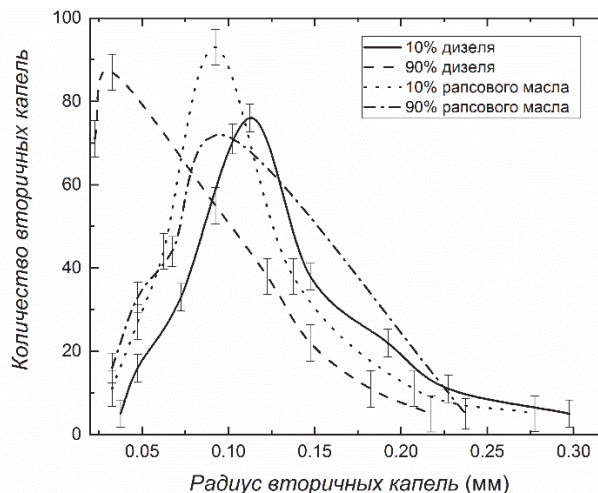 Количество вторичных капель
100
80
60
40
20
0
10% дизеля
90% дизеля
10% рапсового масла
90% рапсового масла
0.05
0.10
0.15
0.20
0.25
0.30
Радиус вторичных капель (мм)